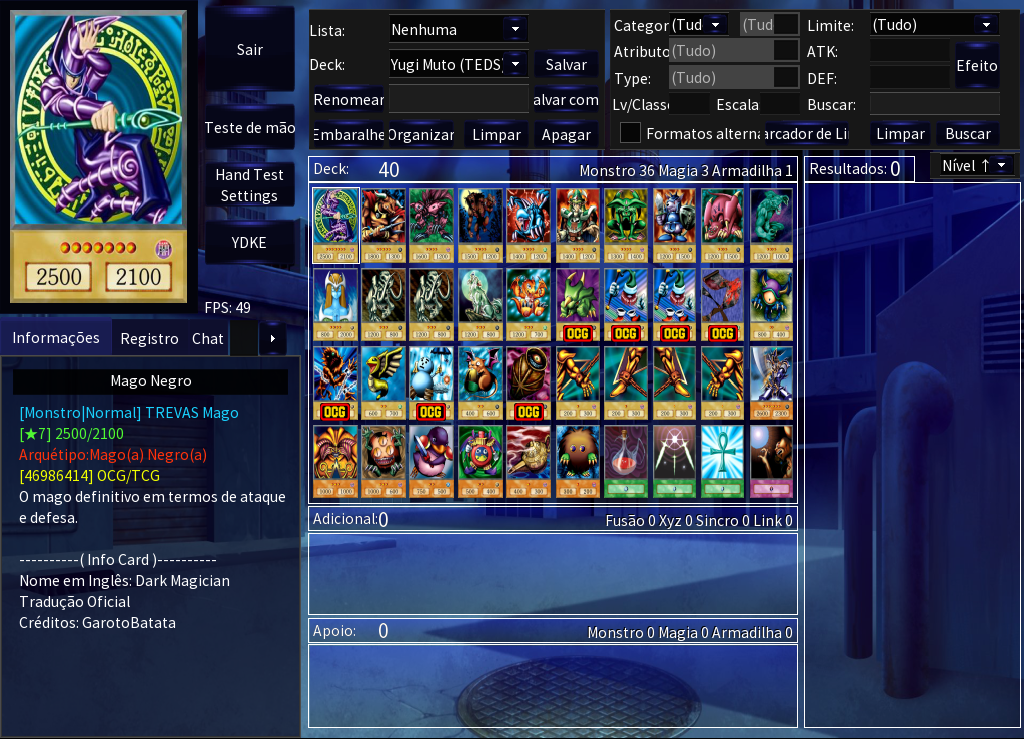 2500 2100
Sair
Teste de mão
Hand Test
Settings
YDKE
FPS: 49
Lista: Nenhuma
Deck: Yugi Muto (TEDS) Salvar
Renomear alvar com
Embaralhe Organizar Limpar Apagar
Categor (Tud (Tud Limite: (Tudo)
Atributo (Tudo) ATK:
Type: (Tudo) DEF: Efeito
Lv/Classe Escala Buscar:
Formatos alterna arcador de Li Limpar Buscar
Deck: 40 Monstro 36 Magia 3 Armadilha 1
Resultados: 0 Nível ↑
OCG OCG OCG OCG
OCG OCG OCG
Adicional: 0 Fusão 0 Xyz 0 Sincro 0 Link 0
Apoio: 0 Monstro 0 Magia 0 Armadilha 0
Informações Registro Chat
Mago Negro
[Monstro|Normal] TREVAS Mago
[★7] 2500/2100
Arquétipo:Mago(a) Negro(a)
[46986414] OCG/TCG
O mago definitivo em termos de ataque
e defesa.
----------( Info Card )----------
Nome em Inglês: Dark Magician
Tradução Oficial
Créditos: GarotoBatata